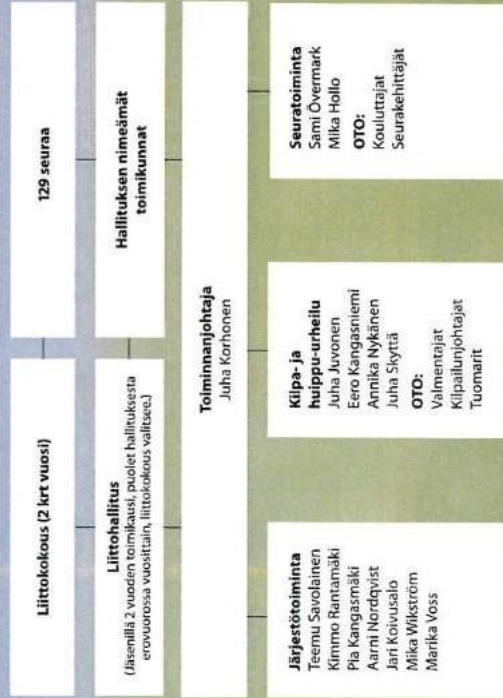 Liittokokous (2 krt vuosi)
129 seuraa
Liittohallitus
(Jäsenillä 2 vuoden toimikausi, puolet hallituksesta
erovuorossa vuosittain, liittokokous valitsee.)
Hallituksen nimeämät
toimikunnat
Toiminnanjohtaja
Juha Korhonen
Järjestötoiminta
Teemu Savolainen
Kimmo Rantamäki
Pia Kangasmäki
Aarni Nordqvist
Jari Koivusalo
Mika Wikström
Marika Voss
Kilpa- ja
huippu-urheilu
Juha Juvonen
Eero Kangasniemi
Annika Nykänen
Juha Skyttä
OTO:
Valmentajat
Kilpailunjohtajat
Tuomarit
Seuratoiminta
Sami Övermark
Mika Hollo
OTO:
Kouluttajat
Seurakehittäjät